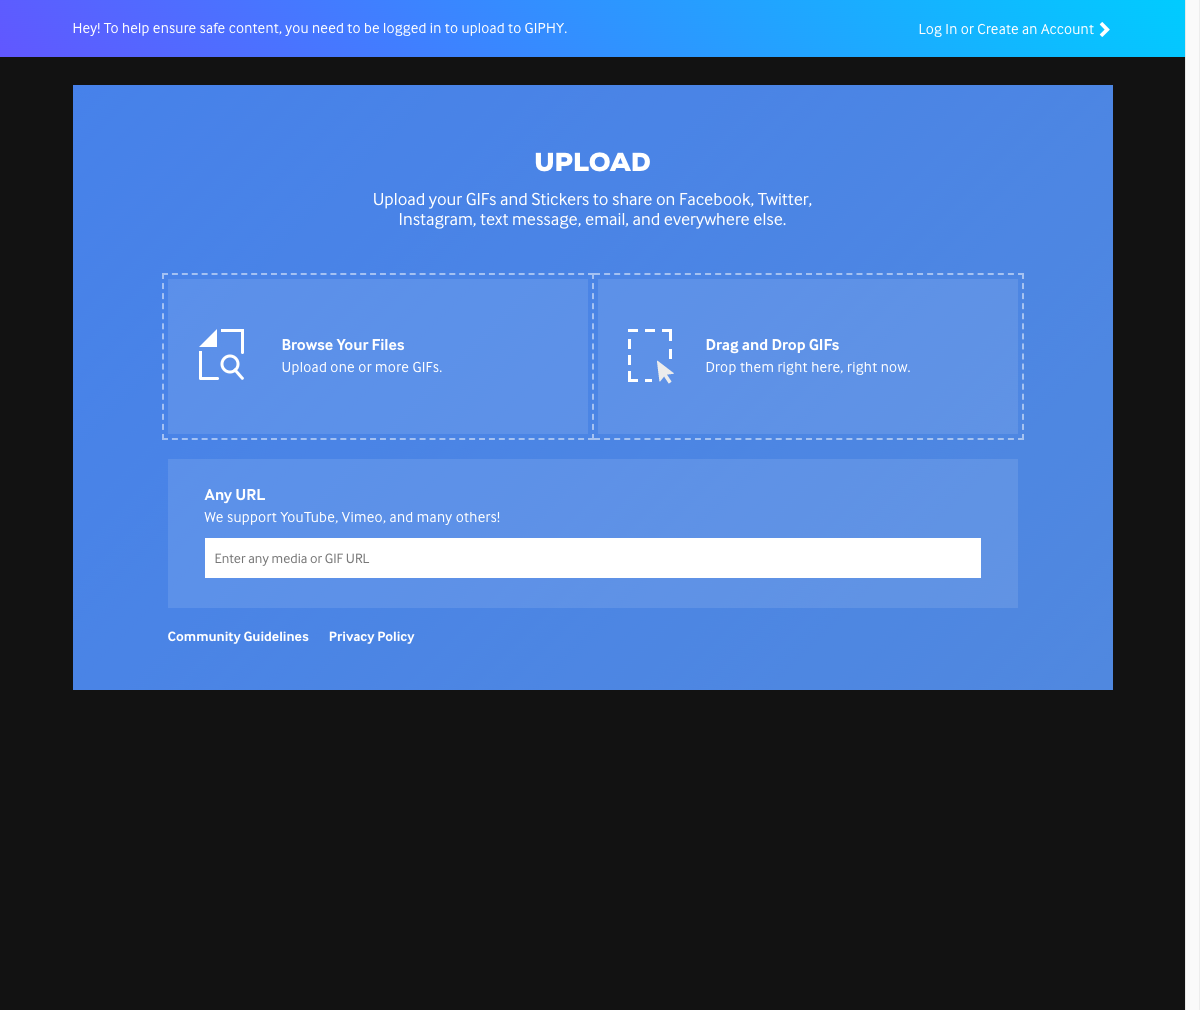 Hey! To help ensure safe content, you need to be logged in to upload to GIPHY.
Log In or Create an Account
UPLOAD
Upload your GIFs and Stickers to share on Facebook, Twitter,
Instagram, text message, email, and everywhere else.
Browse Your Files
Upload one or more GIFs.
Drag and Drop GIFs
Drop them right here, right now.
Any URL
We support YouTube, Vimeo, and many others!
Enter any media or GIF URL
Community Guidelines
Privacy Policy